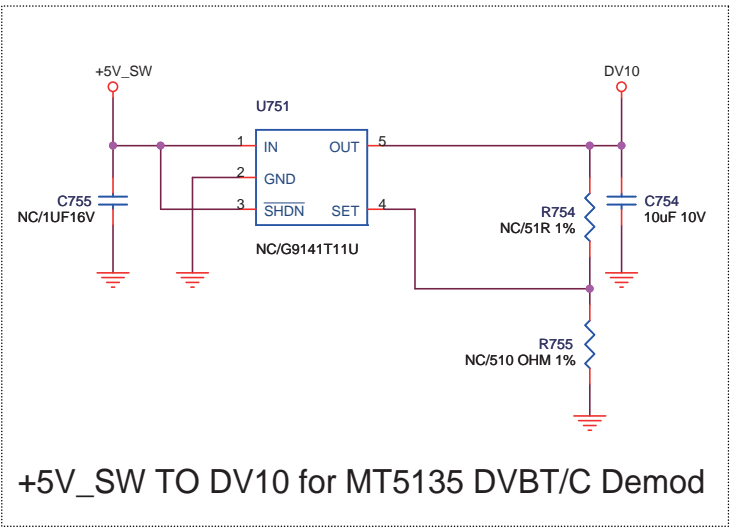 +5V_SW
DV10
U751
1
IN
OUT
5
2
GND
3
SHDN
SET
4
C755
NC/1UF16V
NC/G9141T11U
R754
NC/51R 1%
C754
10uF 10V
R755
NC/510 OHM 1%
+5V_SW TO DV10 for MT5135 DVBT/C Demod